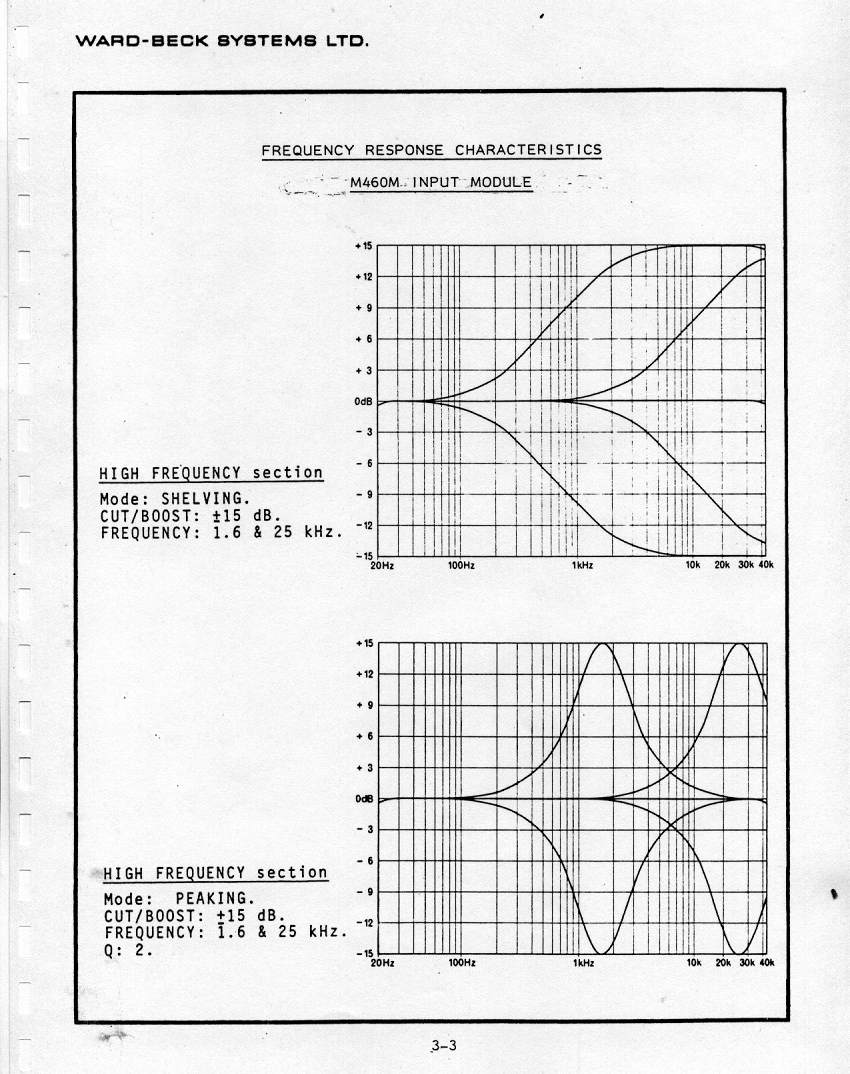 WARD-BECK SYSTEMS LTD.
FREQUENCY RESPONSE CHARACTERISTICS
M460M INPUT MODULE
+15
+12
+ 9
+ 6
+ 3
0dB
- 3
- 6
- 9
-12
-15
20Hz 100Hz 1kHz 10k 20k 30k 40k
HIGH FREQUENCY section
Mode: SHELVING.
CUT/BOOST: ±15 dB.
FREQUENCY: 1.6 & 25 kHz.
+15
+12
+ 9
+ 6
+ 3
0dB
- 3
- 6
- 9
-12
-15
20Hz 100Hz 1kHz 10k 20k 30k 40k
HIGH FREQUENCY section
Mode: PEAKING.
CUT/BOOST: ±15 dB.
FREQUENCY: 1.6 & 25 kHz.
Q: 2.
3-3